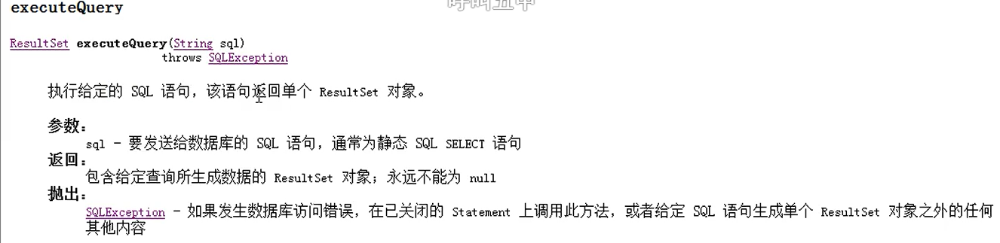 executeQuery
ResultSet executeQuery(String sql)
throws SQLException
执行给定的 SQL 语句，该语句返回单个 ResultSet 对象。
参数：
sql - 要发送给数据库的 SQL 语句，通常为静态 SQL SELECT 语句
返回：
包含给定查询所生成数据的 ResultSet 对象；永远不能为 null
抛出：
SQLException - 如果发生数据库访问错误，在已关闭的 Statement 上调用此方法，或者给定 SQL 语句生成单个 ResultSet 对象之外的任何
其他内容